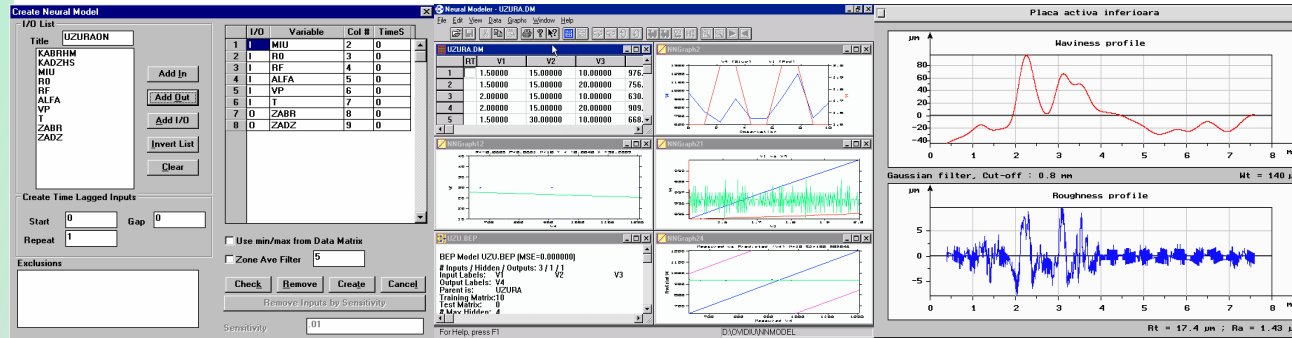 Create Neural Model
I/O List
Title UZURAON
KABRHM
KADZHS
MIU
R0
RF
ALFA
VP
T
ZABR
ZADZ
Add In
Add Out
Add I/O
Invert List
Clear
Create Time Lagged Inputs
Start 0 Gap 0
Repeat 1
Exclusions
I/O Variable Col # TimeS
1 I MIU 2 0
2 I R0 3 0
3 I RF 4 0
4 I ALFA 5 0
5 I VP 6 0
6 I T 7 0
7 O ZABR 8 0
8 O ZADZ 9 0
Use min/max from Data Matrix
Zone Ave Filter 5
Check Remove Create Cancel
Remove Inputs by Sensitivity
Sensitivity .01
Neural Modeler - UZURA.DM
File Edit View Data Graphs Window Help
UZURA.DM
RT V1 V2 V3
1 1.50000 15.00000 10.00000 976.
2 1.50000 15.00000 20.00000 756.
3 2.00000 15.00000 10.00000 630.
4 2.00000 15.00000 20.00000 909.
5 1.50000 30.00000 10.00000 668.
NNGraph2
Observation
NNGraph12
NNGraph21
V1 vs V4
UZU.BEP
BEP Model UZU.BEP (MSE=0.000000)
# Inputs / Hidden / Outputs: 3 / 1 / 1
Input Labels: V1 V2 V3
Output Labels: V4
Parent is: UZURA
Training Matrix:10
Test Matrix: 0
# Max Hidden: 4
NNGraph24
Measured V4
For Help, press F1 D:\OVIDIU\NNMODEL
Placa activa inferioara
µm Waviness profile
80
60
40
20
0
-20
-40
0 1 2 3 4 5 6 7 8
Gaussian filter, Cut-off : 0.8 mm Wt = 140 µ
µm Roughness profile
5
0
-5
0 1 2 3 4 5 6 7 8
Rt = 17.4 µm ; Ra = 1.43 µ